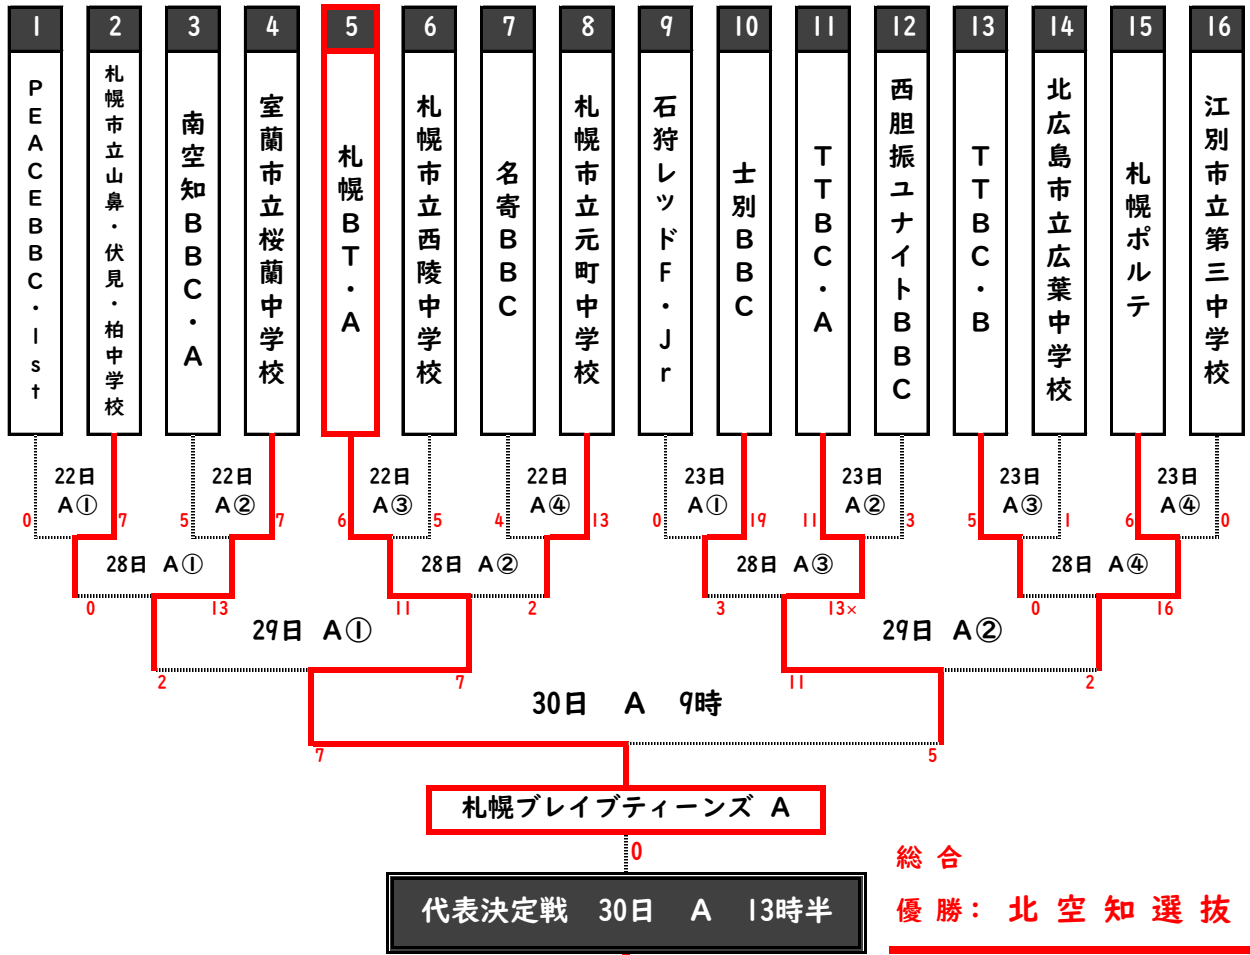 1 2 3 4 5 6 7 8 9 10 11 12 13 14 15 16
PEACEBBC・1st
札幌市立山鼻・伏見・柏中学校
南空知BBC・A
室蘭市立桜蘭中学校
札幌BT・A
札幌市立西陵中学校
名寄BBC
札幌市立元町中学校
石狩レッドF・Jr
士別BBC
TTBC・A
西胆振ユナイトBBC
TTBC・B
北広島市立広葉中学校
札幌ポルテ
江別市立第三中学校
22日 22日 22日 22日 23日 23日 23日 23日
A① A② A③ A④ A① A② A③ A④
0 7 5 7 6 5 4 13 0 19 11 3 5 1 6 0
28日 A① 28日 A② 28日 A③ 28日 A④
0 13 11 2 3 13× 0 16
29日 A① 29日 A②
2 7 11 2
30日 A 9時
7 5
札幌ブレイブティーンズ A
0
総合
代表決定戦 30日 A 13時半
優勝: 北空知選抜